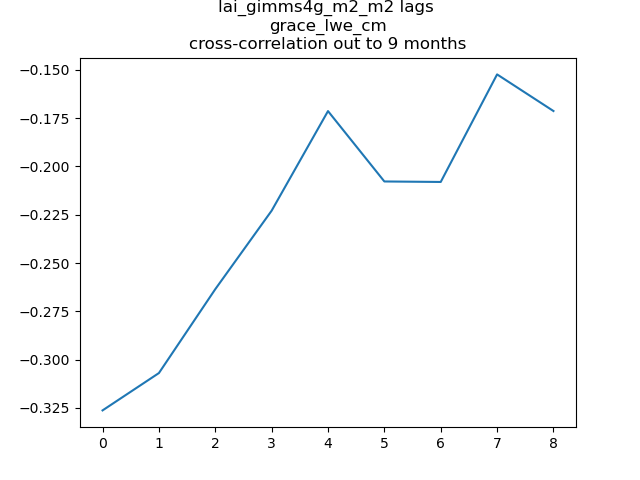 lai_gimms4g_m2_m2 lags
grace_lwe_cm
cross-correlation out to 9 months
−0.150
−0.175
−0.200
−0.225
−0.250
−0.275
−0.300
−0.325
0 1 2 3 4 5 6 7 8